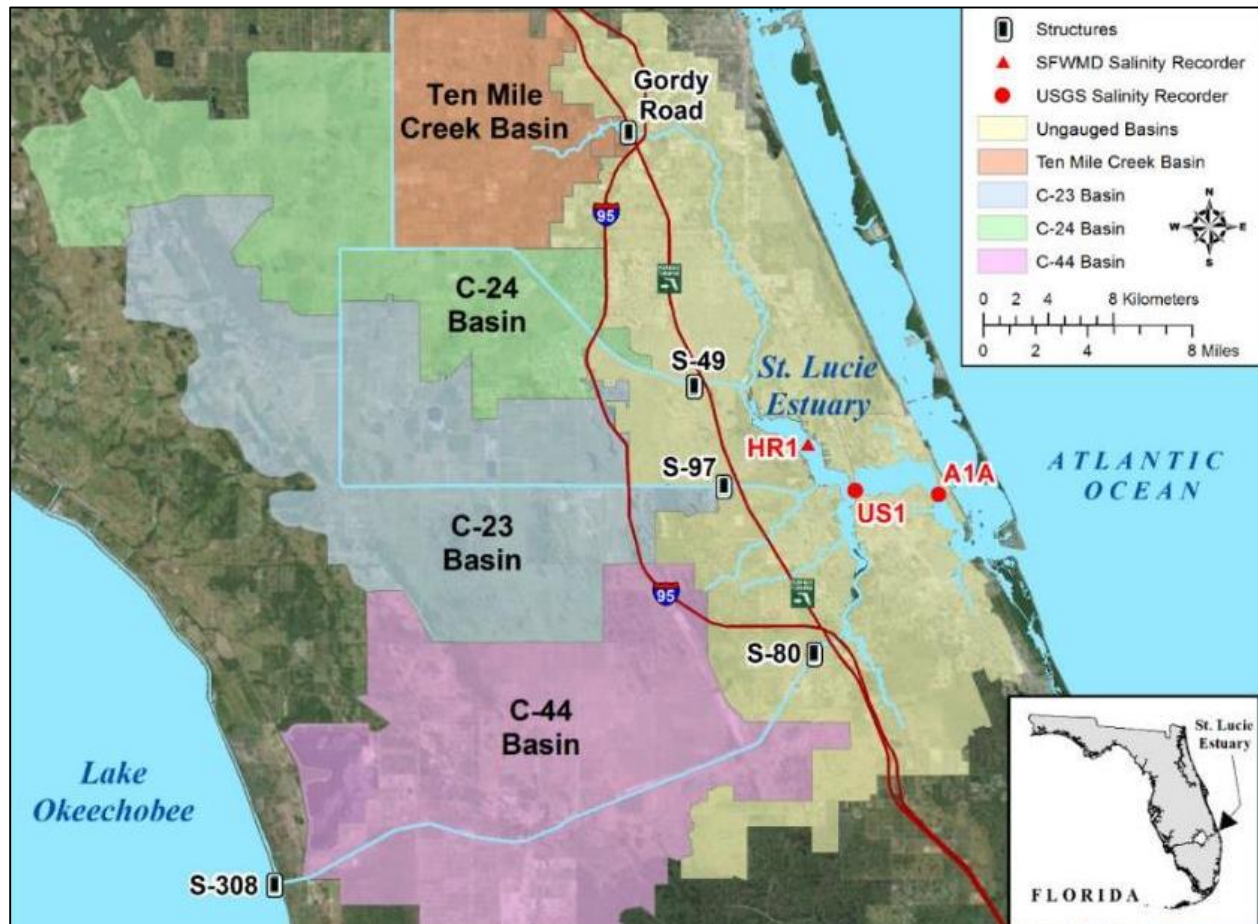 Structures
SFWMD Salinity Recorder
USGS Salinity Recorder
Ungauged Basins
Ten Mile Creek Basin
C-23 Basin
C-24 Basin
C-44 Basin
N
W
E
S
0 2 4 8 Kilometers
0 2 4 8 Miles
Gordy
Road
Ten Mile
Creek Basin
95
C-24
Basin
S-49
St. Lucie
Estuary
HR1
S-97
A1A
US1
ATLANTIC
OCEAN
C-23
Basin
95
S-80
C-44
Basin
Lake
Okeechobee
S-308
St. Lucie
Estuary
FLORIDA